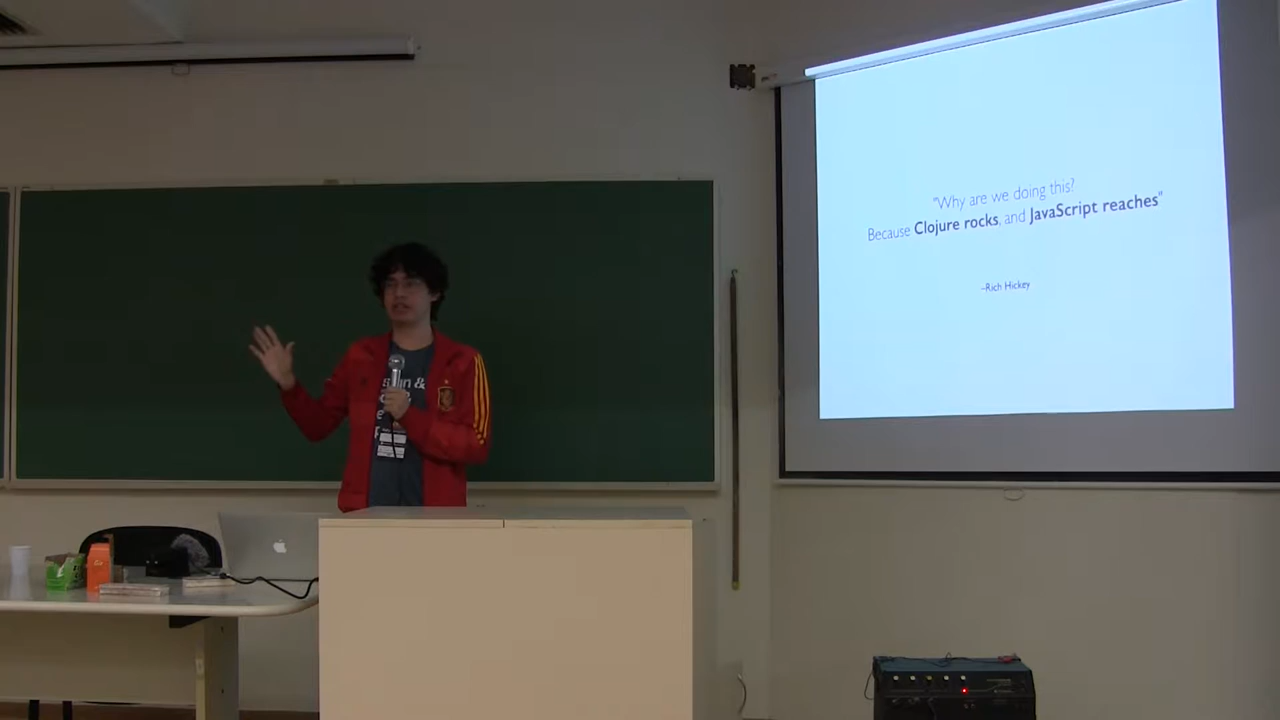 "Why are we doing this?
Because Clojure rocks, and JavaScript reaches"
–Rich Hickey